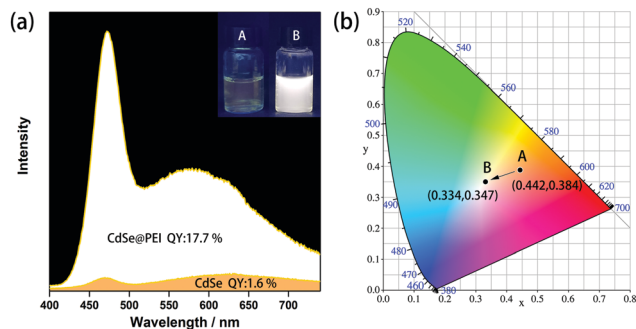 (a)
A
B
Intensity
CdSe@PEI QY:17.7 %
CdSe QY:1.6 %
400 450 500 550 600 650 700
Wavelength / nm
(b)
0.9
0.8
0.7
0.6
0.5
y
0.4
0.3
0.2
0.1
0.0
520
540
560
500
580
A
B
600
620
(0.334,0.347)
(0.442,0.384)
490
700
480
470
460
380
0.0 0.1 0.2 0.3 0.4 0.5 0.6 0.7 0.8
x